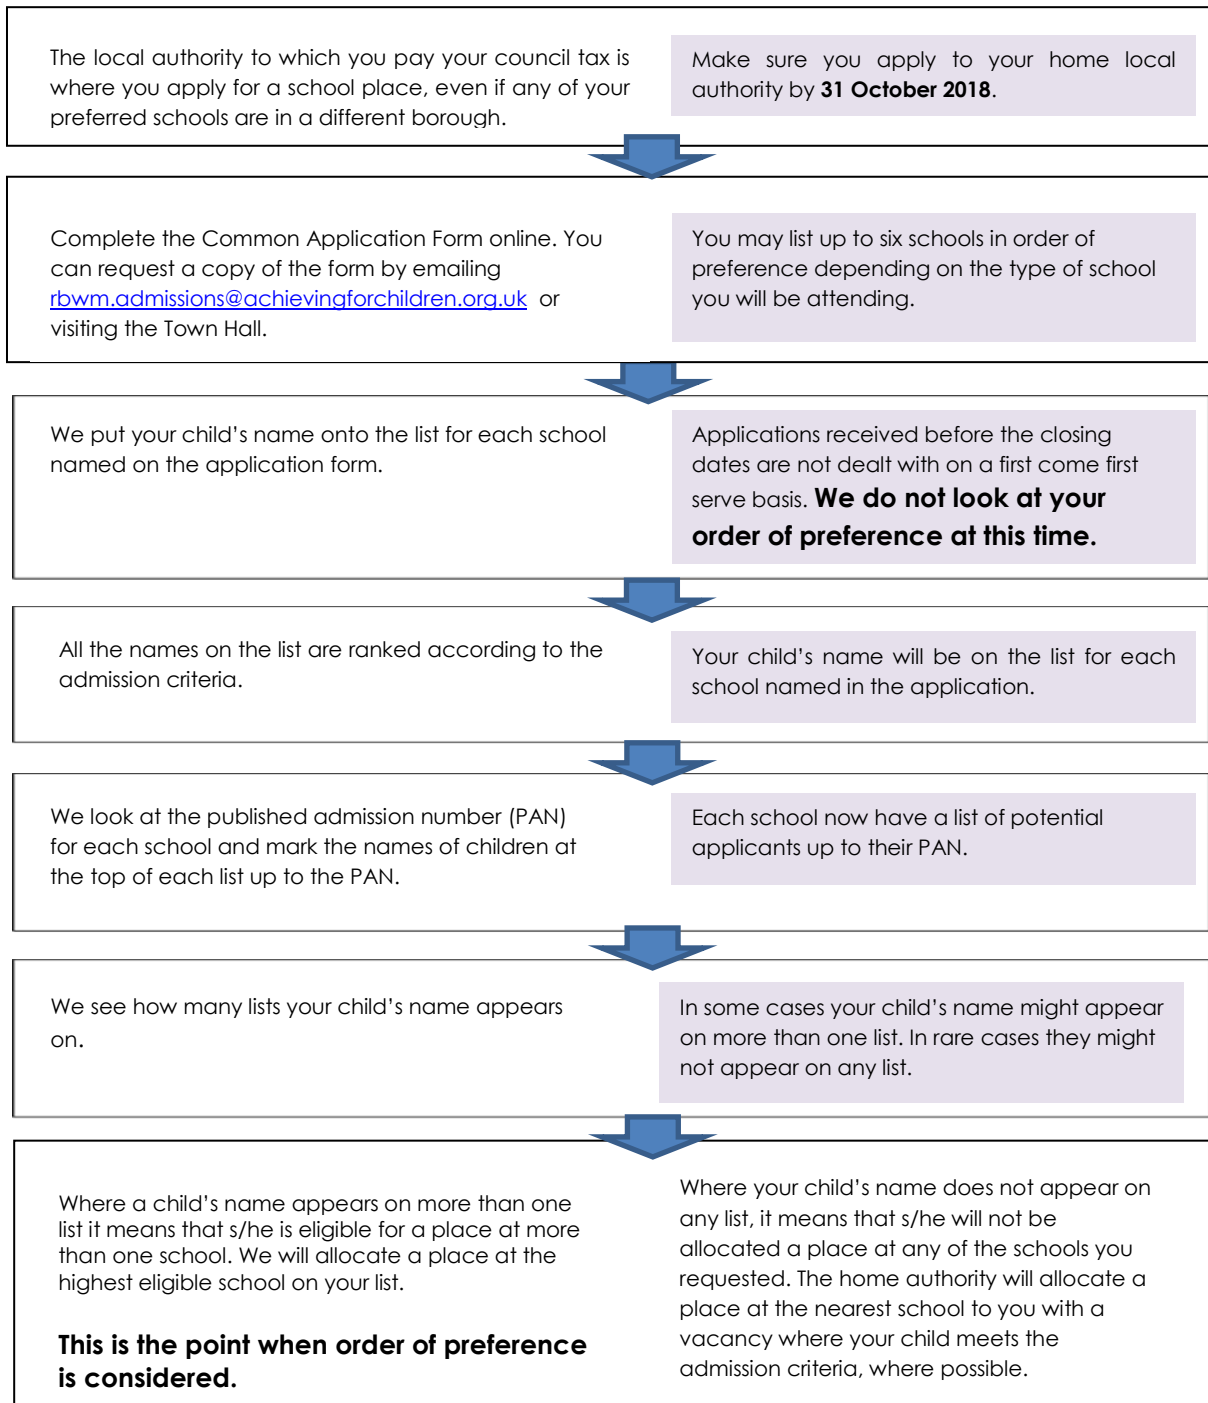 The local authority to which you pay your council tax is
where you apply for a school place, even if any of your
preferred schools are in a different borough.
Make sure you apply to your home local
authority by 31 October 2018.
Complete the Common Application Form online. You
can request a copy of the form by emailing
rbwm.admissions@achievingforchildren.org.uk or
visiting the Town Hall.
You may list up to six schools in order of
preference depending on the type of school
you will be attending.
We put your child’s name onto the list for each school
named on the application form.
Applications received before the closing
dates are not dealt with on a first come first
serve basis. We do not look at your
order of preference at this time.
All the names on the list are ranked according to the
admission criteria.
Your child’s name will be on the list for each
school named in the application.
We look at the published admission number (PAN)
for each school and mark the names of children at
the top of each list up to the PAN.
Each school now have a list of potential
applicants up to their PAN.
We see how many lists your child’s name appears
on.
In some cases your child’s name might appear
on more than one list. In rare cases they might
not appear on any list.
Where a child’s name appears on more than one
list it means that s/he is eligible for a place at more
than one school. We will allocate a place at the
highest eligible school on your list.
This is the point when order of preference
is considered.
Where your child’s name does not appear on
any list, it means that s/he will not be
allocated a place at any of the schools you
requested. The home authority will allocate a
place at the nearest school to you with a
vacancy where your child meets the
admission criteria, where possible.